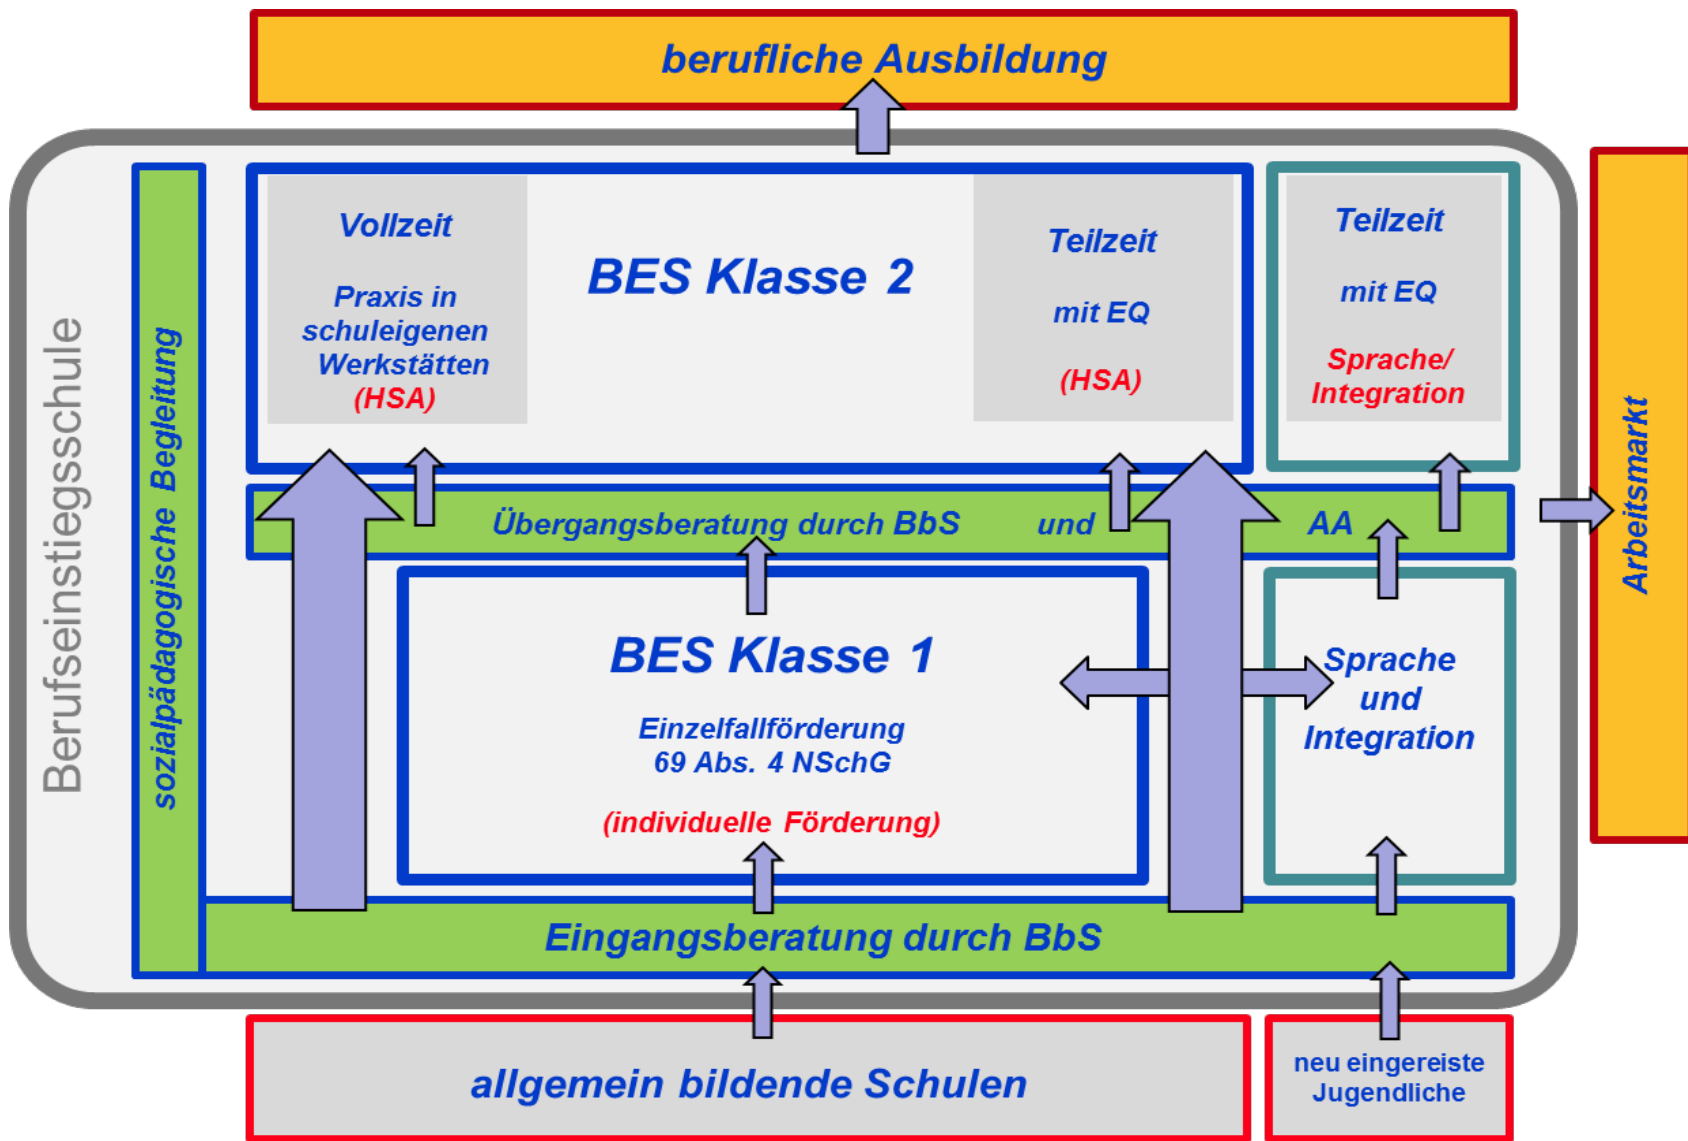 berufliche Ausbildung
Berufseinstiegsschule
sozialpädagogische Begleitung
Vollzeit
Praxis in
schuleigenen
Werkstätten
(HSA)
BES Klasse 2
Teilzeit
mit EQ
(HSA)
Teilzeit
mit EQ
Sprache/
Integration
Arbeitsmarkt
Übergangsberatung durch BbS und AA
BES Klasse 1
Einzelfallförderung
69 Abs. 4 NSchG
(individuelle Förderung)
Sprache
und
Integration
Eingangsberatung durch BbS
allgemein bildende Schulen
neu eingereiste
Jugendliche